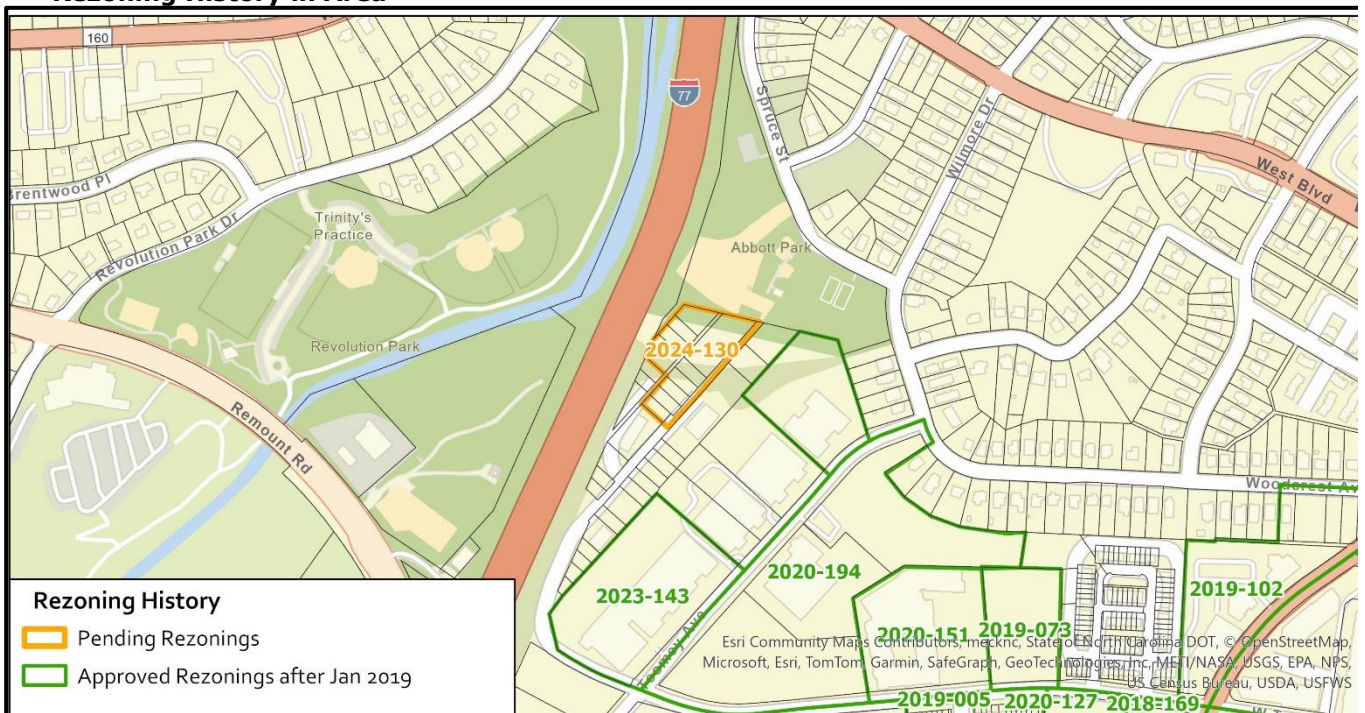 Rezoning History in Area
160
77
Spruce St
Wilmore Dr
West Blvd
Brentwood Pl
Trinity's
Practice
Abbott Park
Revolution Park Dr
Revolution Park
2024-130
Remount Rd
Woodcrest Av
2023-143
2020-194
2019-102
2020-151
2019-073
Toomey Ave
Rezoning History
Pending Rezonings
Approved Rezonings after Jan 2019
Esri Community Maps Contributors, mecknc, State of North Carolina DOT, © OpenStreetMap,
Microsoft, Esri, TomTom, Garmin, SafeGraph, GeoTechnologies, Inc, METI/NASA, USGS, EPA, NPS,
US Census Bureau, USDA, USFWS
2019-005
2020-127
2018-169